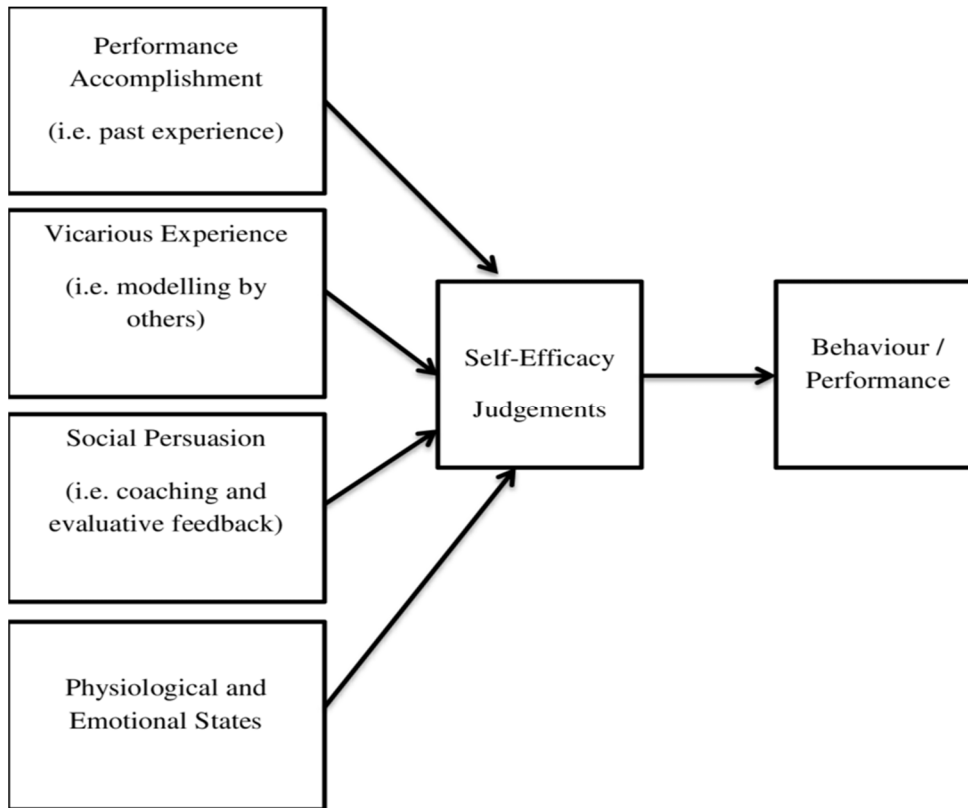 Performance
Accomplishment
(i.e. past experience)
Vicarious Experience
(i.e. modelling by
others)
Social Persuasion
(i.e. coaching and
evaluative feedback)
Physiological and
Emotional States
Self-Efficacy
Judgements
Behaviour /
Performance